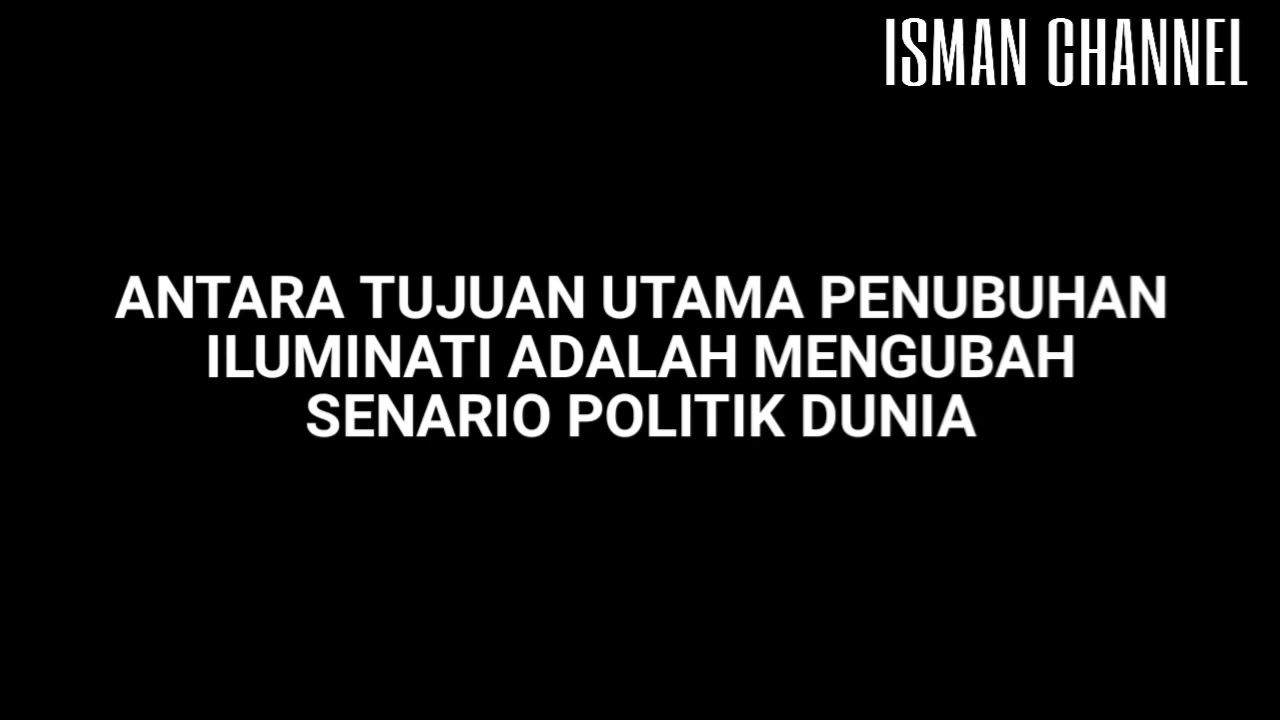 ISMAN CHANNEL
ANTARA TUJUAN UTAMA PENUBUHAN
ILUMINATI ADALAH MENGUBAH
SENARIO POLITIK DUNIA